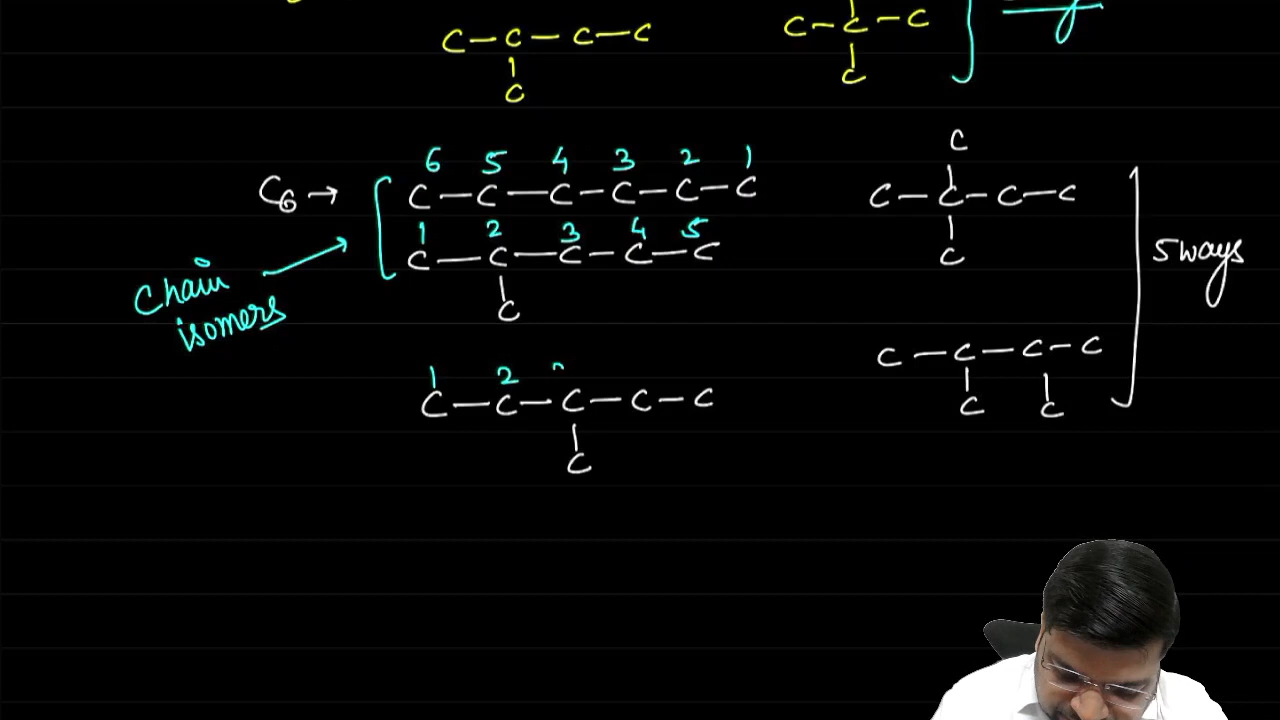 C—C—C—C
C
C—C—C
C
6 5 4 3 2 1
C6 → C—C—C—C—C—C
1 2 3 4 5
C—C—C—C—C
C
Chain
isomers
1 2
C—C—C—C—C
C
C
C—C—C—C
C
C—C—C—C
C C
5 ways